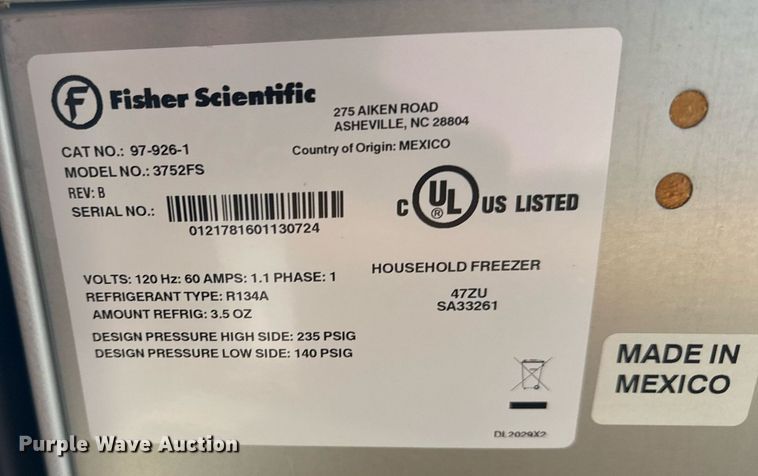 Fisher Scientific
275 AIKEN ROAD
ASHEVILLE, NC 28804
CAT NO.: 97-926-1
Country of Origin: MEXICO
MODEL NO.: 3752FS
REV: B
SERIAL NO.:
0121781601130724
C UL ® US LISTED
VOLTS: 120 Hz: 60 AMPS: 1.1 PHASE: 1
HOUSEHOLD FREEZER
REFRIGERANT TYPE: R134A
47ZU
AMOUNT REFRIG: 3.5 OZ
SA33261
DESIGN PRESSURE HIGH SIDE: 235 PSIG
DESIGN PRESSURE LOW SIDE: 140 PSIG
DL2029X2
MADE IN
MEXICO
Purple Wave Auction